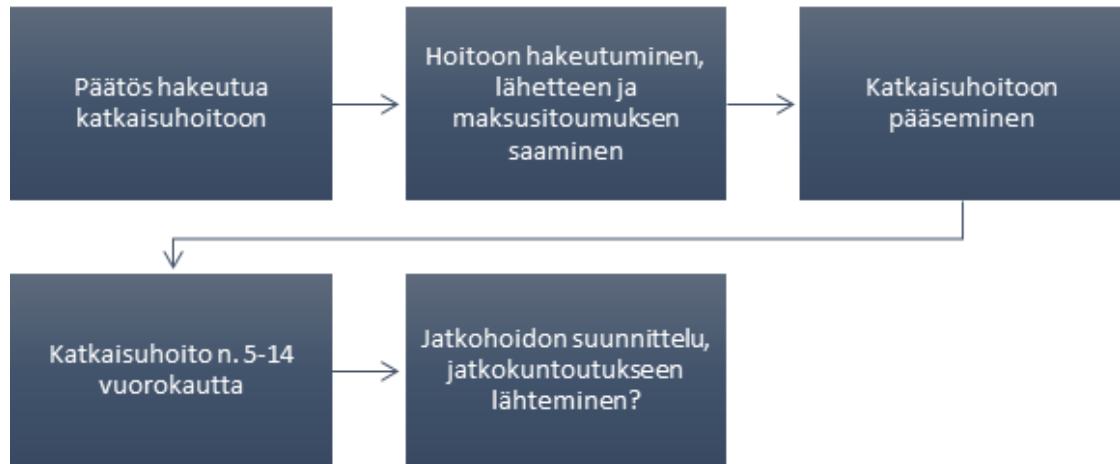 Päätös hakeutua
katkaisuhoitoon
Hoitoon hakeutuminen,
lähetteen ja
maksusitoumuksen
saaminen
Katkaisuhoitoon
pääseminen
Katkaisuhoito n. 5-14
vuorokautta
Jatkohoidon suunnittelu,
jatkokuntoutukseen
lähteminen?